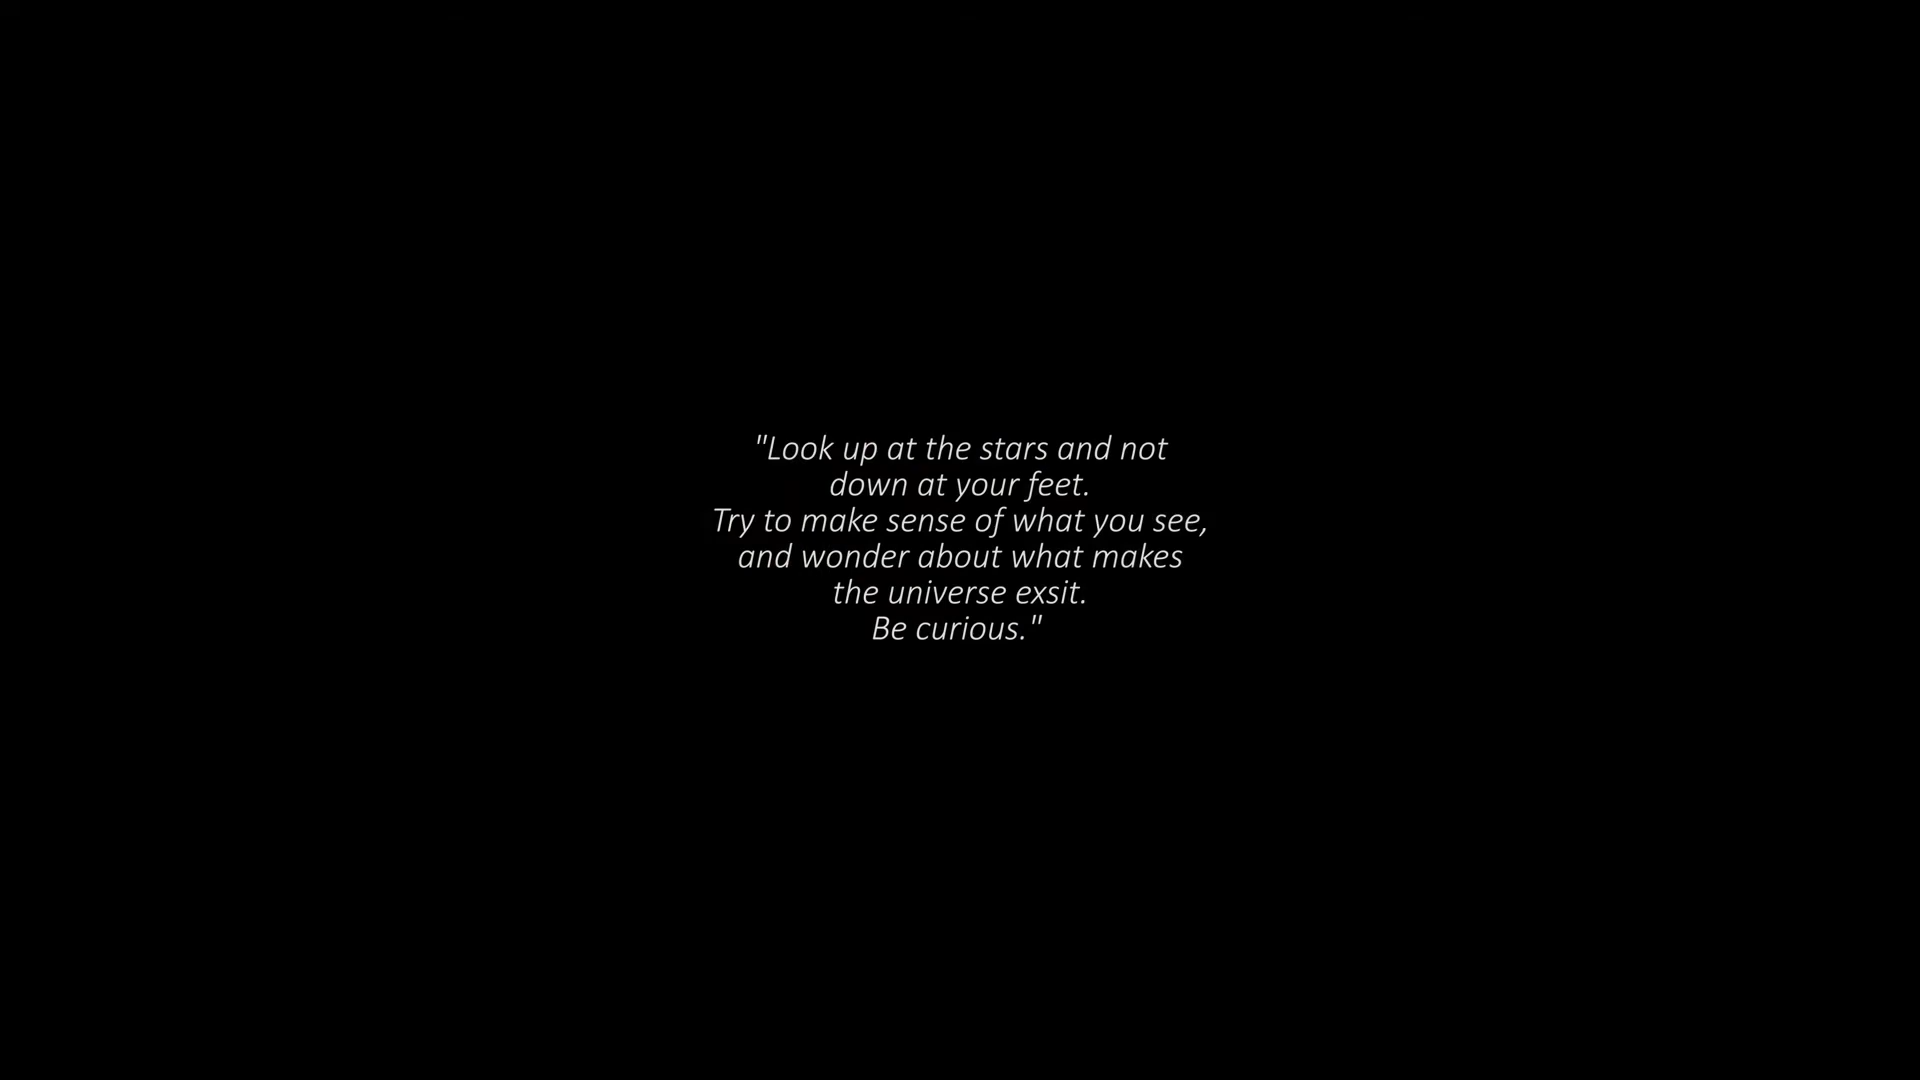 "Look up at the stars and not
down at your feet.
Try to make sense of what you see,
and wonder about what makes
the universe exsit.
Be curious."